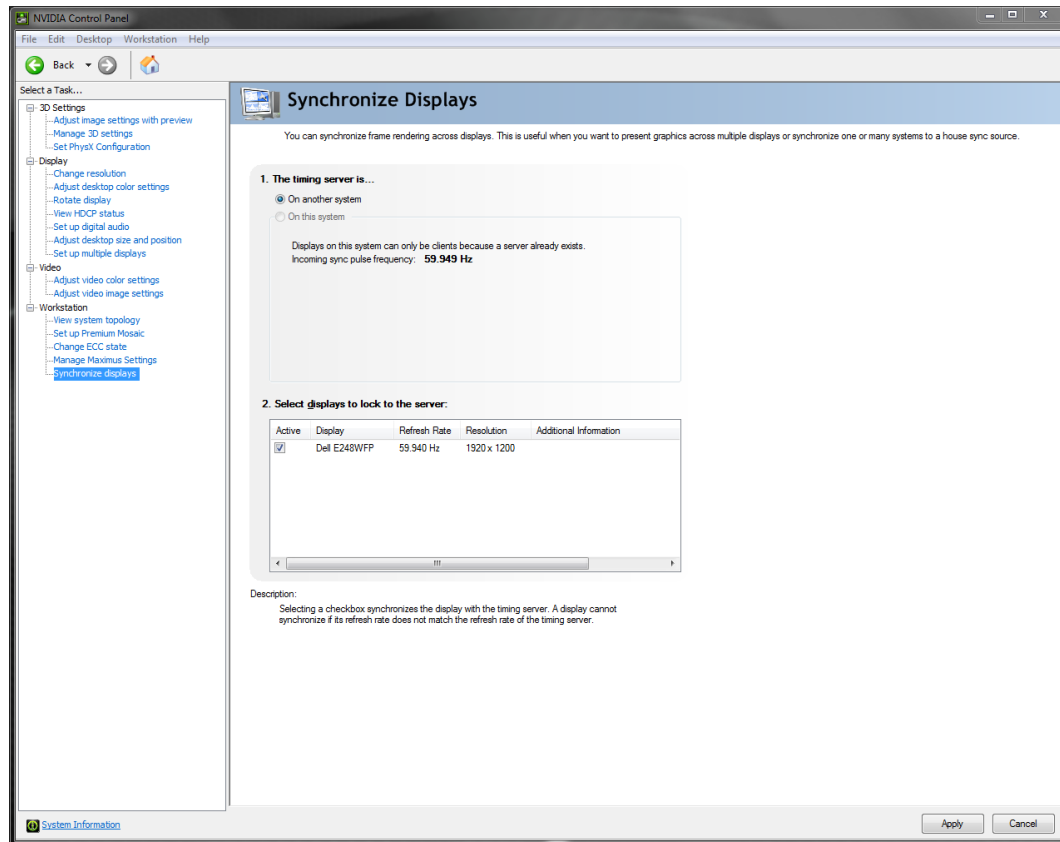 NVIDIA Control Panel
File Edit Desktop Workstation Help
Back
Select a Task...
3D Settings
Adjust image settings with preview
Manage 3D settings
Set PhysX Configuration
Display
Change resolution
Adjust desktop color settings
Rotate display
View HDCP status
Set up digital audio
Adjust desktop size and position
Set up multiple displays
Video
Adjust video color settings
Adjust video image settings
Workstation
View system topology
Set up Premium Mosaic
Change ECC state
Manage Maximus Settings
Synchronize displays
System Information
Synchronize Displays
You can synchronize frame rendering across displays. This is useful when you want to present graphics across multiple displays or synchronize one or many systems to a house sync source.
1. The timing server is...
On another system
On this system
Displays on this system can only be clients because a server already exists.
Incoming sync pulse frequency: 59.949 Hz
2. Select displays to lock to the server:
Active Display Refresh Rate Resolution Additional Information
Dell E248WFP 59.940 Hz 1920 x 1200
Description:
Selecting a checkbox synchronizes the display with the timing server. A display cannot
synchronize if its refresh rate does not match the refresh rate of the timing server.
Apply Cancel